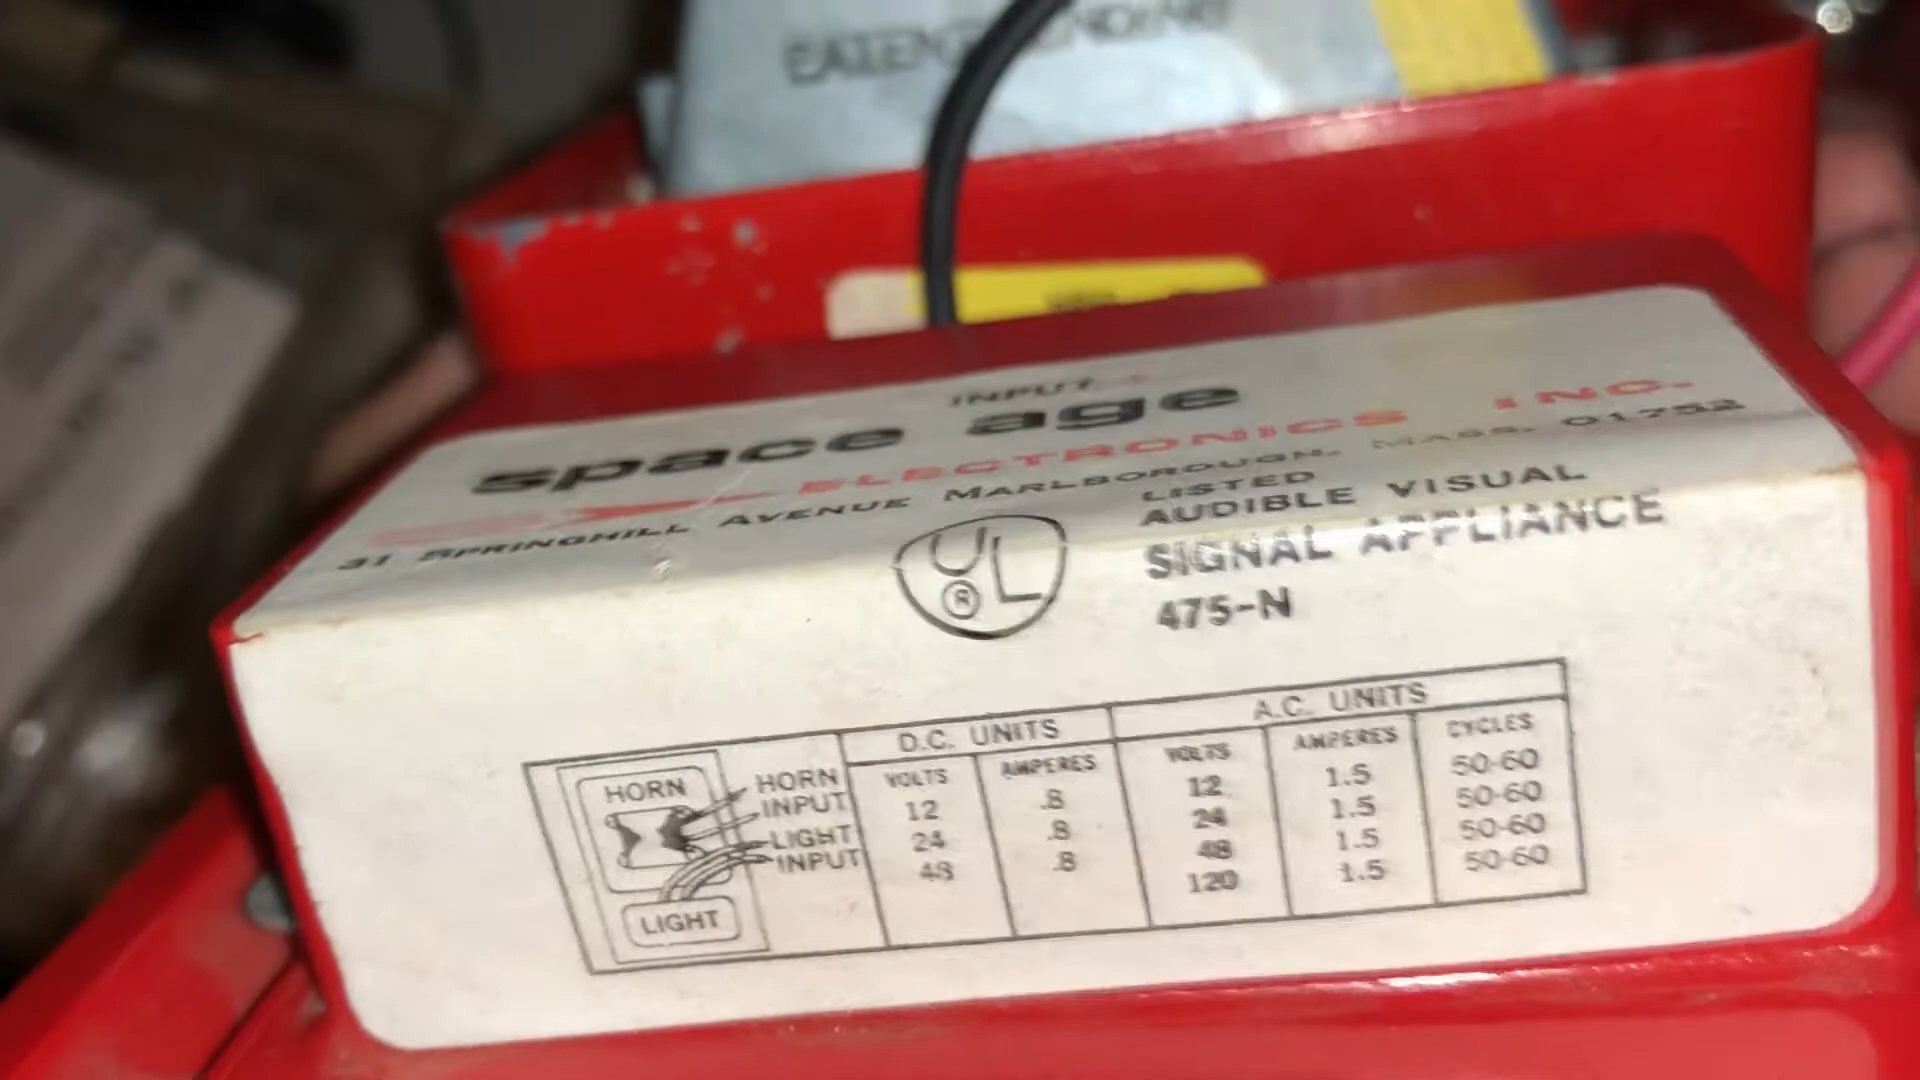 INPUT
space age
ELECTRONICS INC.
31 SPRINGHILL AVENUE MARLBOROUGH, MASS. 01752
UL ®
LISTED
AUDIBLE VISUAL
SIGNAL APPLIANCE
475-N
HORN
HORN INPUT
LIGHT INPUT
LIGHT
D.C. UNITS A.C. UNITS
VOLTS AMPERES VOLTS AMPERES CYCLES
12 .8 12 1.5 50-60
24 .8 24 1.5 50-60
48 .8 48 1.5 50-60
120 1.5 50-60